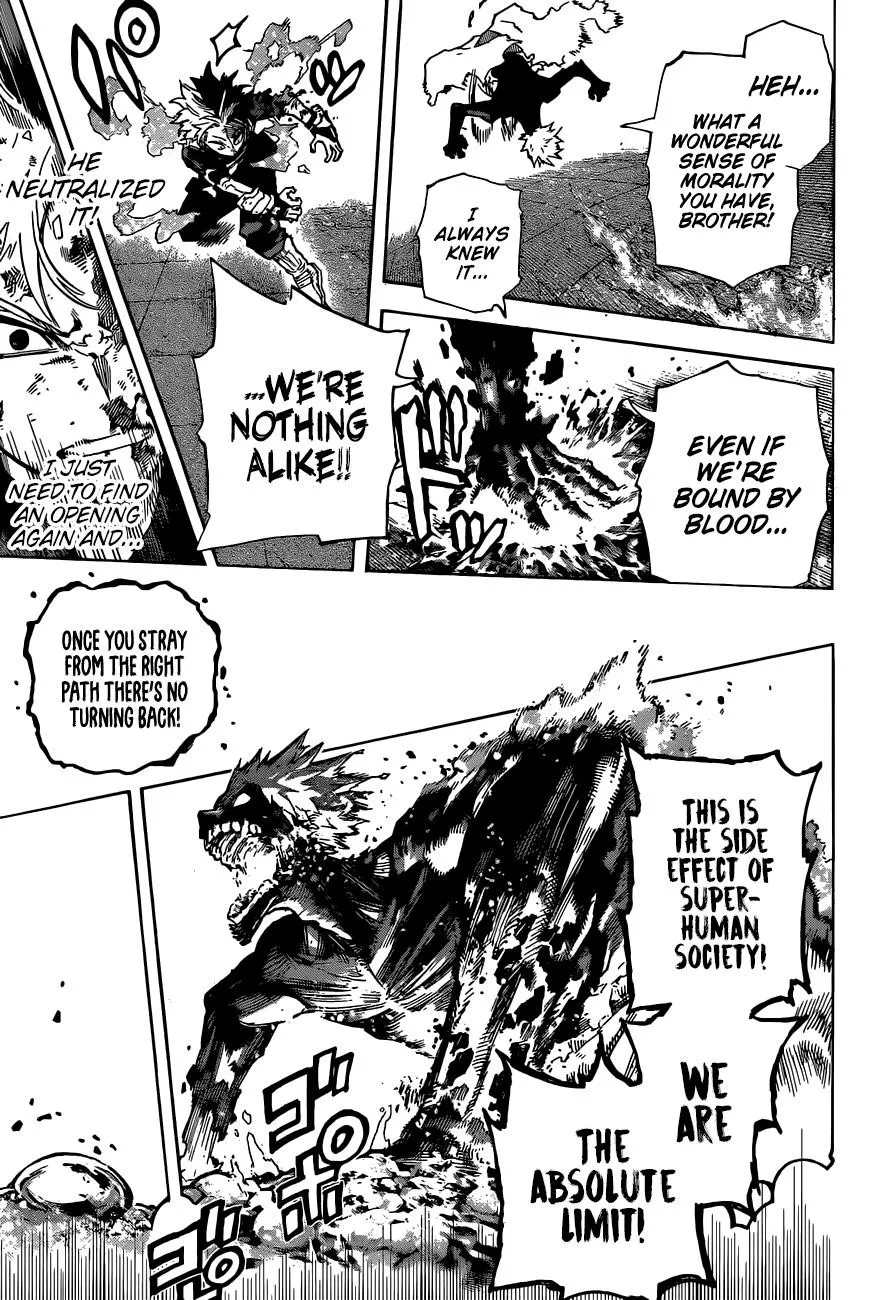 HEH...
WHAT A
WONDERFUL
SENSE OF
MORALITY
YOU HAVE,
BROTHER!
I
ALWAYS
KNEW
IT...
HE
NEUTRALIZED
IT!
EVEN IF
WE'RE
BOUND BY
BLOOD...
...WE'RE
NOTHING
ALIKE!!
I JUST
NEED TO FIND
AN OPENING
AGAIN AND...
THIS IS
THE SIDE
EFFECT OF
SUPER-
HUMAN
SOCIETY!
WE
ARE
THE
ABSOLUTE
LIMIT!
ゴポ
ONCE YOU STRAY
FROM THE RIGHT
PATH THERE'S NO
TURNING BACK!